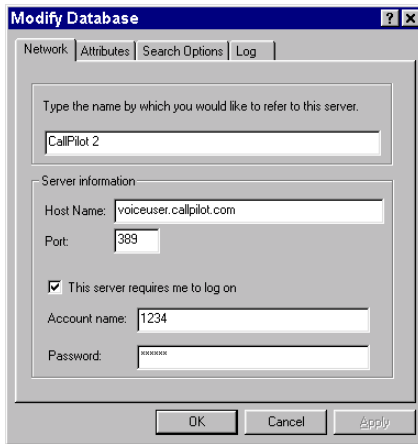 Modify Database
Network Attributes Search Options Log
Type the name by which you would like to refer to this server.
CallPilot 2
Server information
Host Name: voiceuser.callpilot.com
Port: 389
This server requires me to log on
Account name: 1234
Password: ******
OK Cancel Apply